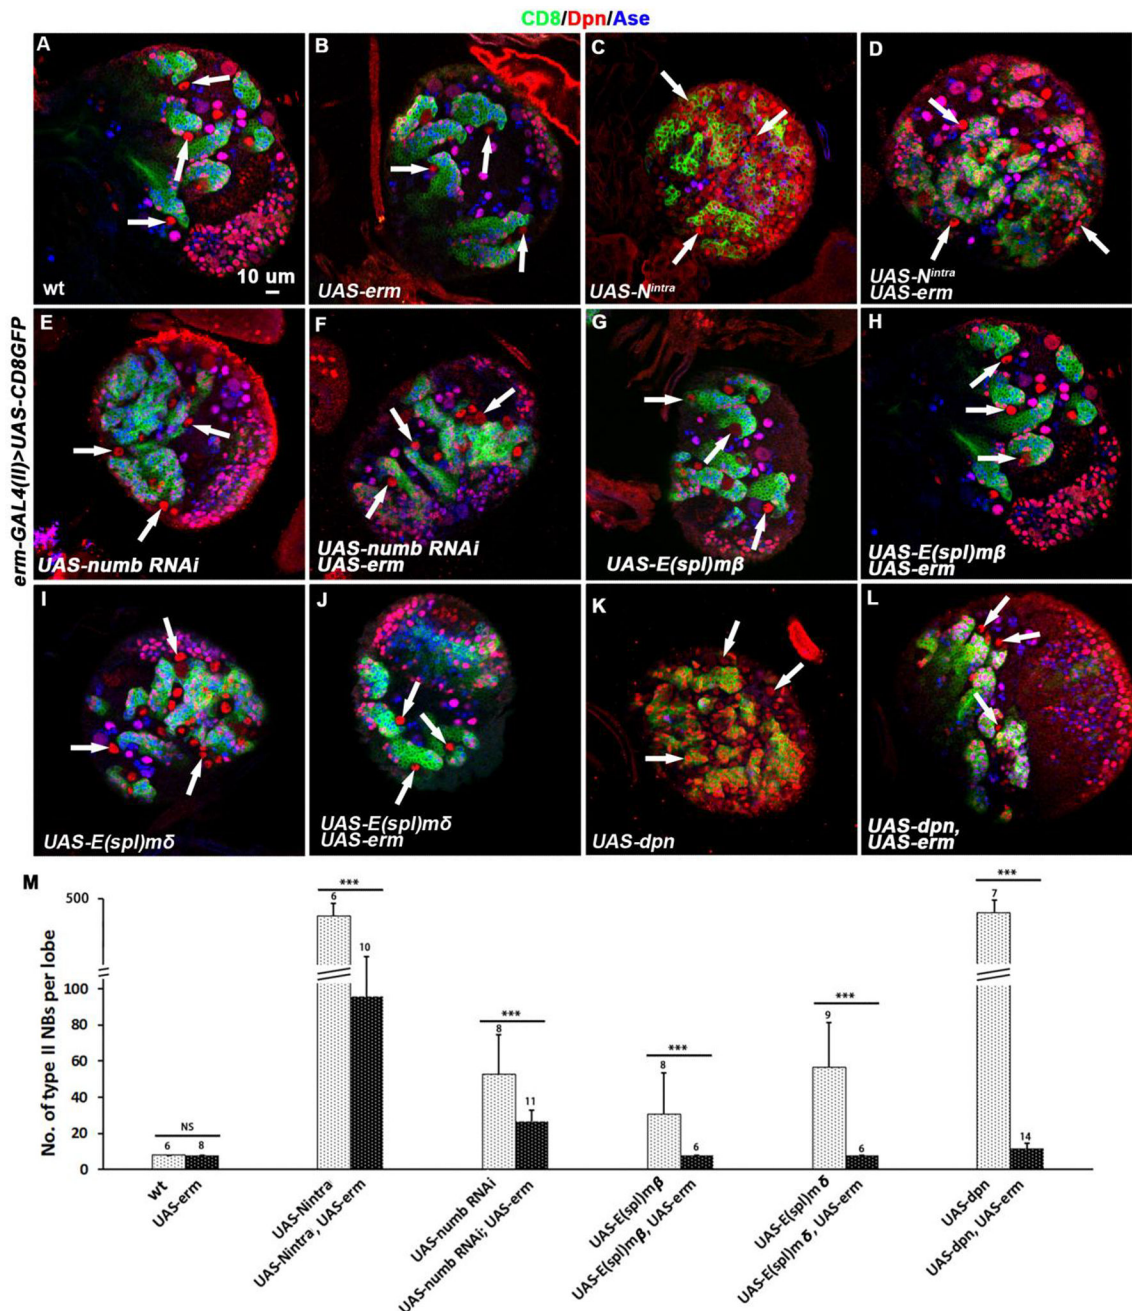 CD8/Dpn/Ase
erm-GAL4(II)>UAS-CD8GFP
A
wt
10 um
B
UAS-erm
C
UAS-Nintra
D
UAS-Nintra
UAS-erm
E
UAS-numb RNAi
F
UAS-numb RNAi
UAS-erm
G
UAS-E(spl)mβ
H
UAS-E(spl)mβ
UAS-erm
I
UAS-E(spl)mδ
J
UAS-E(spl)mδ
UAS-erm
K
UAS-dpn
L
UAS-dpn,
UAS-erm
M
No. of type II NBs per lobe
500
100
80
60
40
20
0
NS
6 8
***
6
10
***
8
11
***
8
6
***
9
6
***
7
14
wt
UAS-erm
UAS-Nintra
UAS-Nintra, UAS-erm
UAS-numb RNAi
UAS-numb RNAi; UAS-erm
UAS-E(spl)mβ
UAS-E(spl)mβ, UAS-erm
UAS-E(spl)mδ
UAS-E(spl)mδ, UAS-erm
UAS-dpn
UAS-dpn, UAS-erm